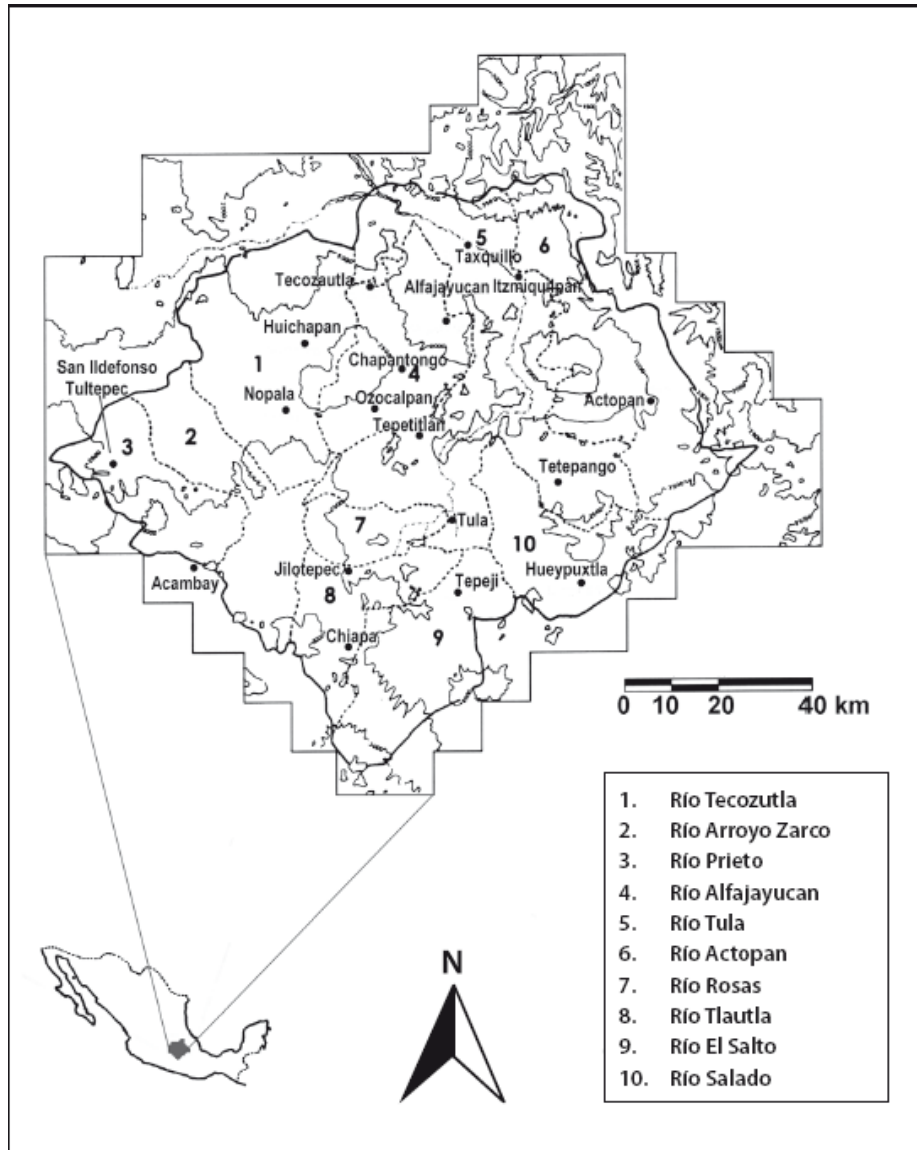 5
Taxquillo
6
Tecozautla
Alfajayucan
Itzmiquilpan
Huichapan
San Ildefonso
Tultepec
1
Chapantongo
4
Nopala
Ozocalpan
Actopan
2
Tepetitlán
3
Tetepango
7
Tula
10
Acambay
Jilotepec
8
Tepeji
Hueypuxtla
Chiapa
9
0 10 20 40 km
1. Río Tecozutla
2. Río Arroyo Zarco
3. Río Prieto
4. Río Alfajayucan
5. Río Tula
6. Río Actopan
7. Río Rosas
8. Río Tlautla
9. Río El Salto
10. Río Salado
N